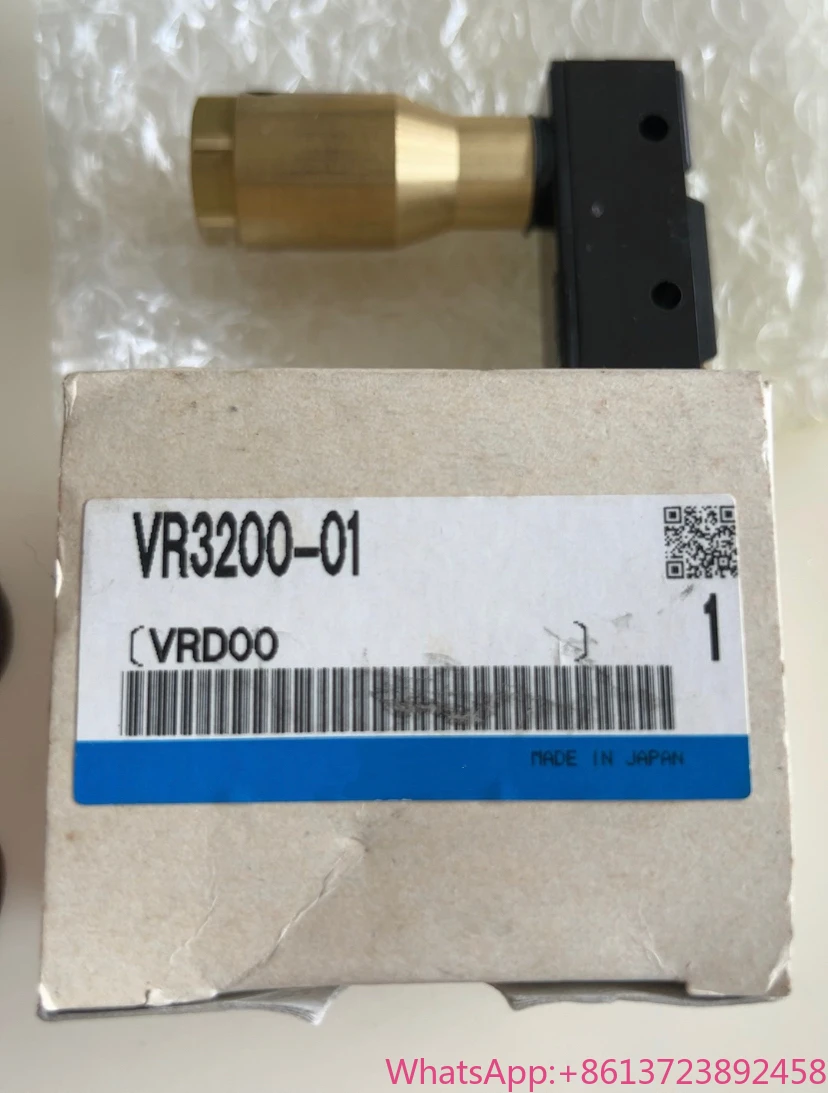 VR3200-01
(VRD00 )
1
MADE IN JAPAN
WhatsApp:+8613723892458